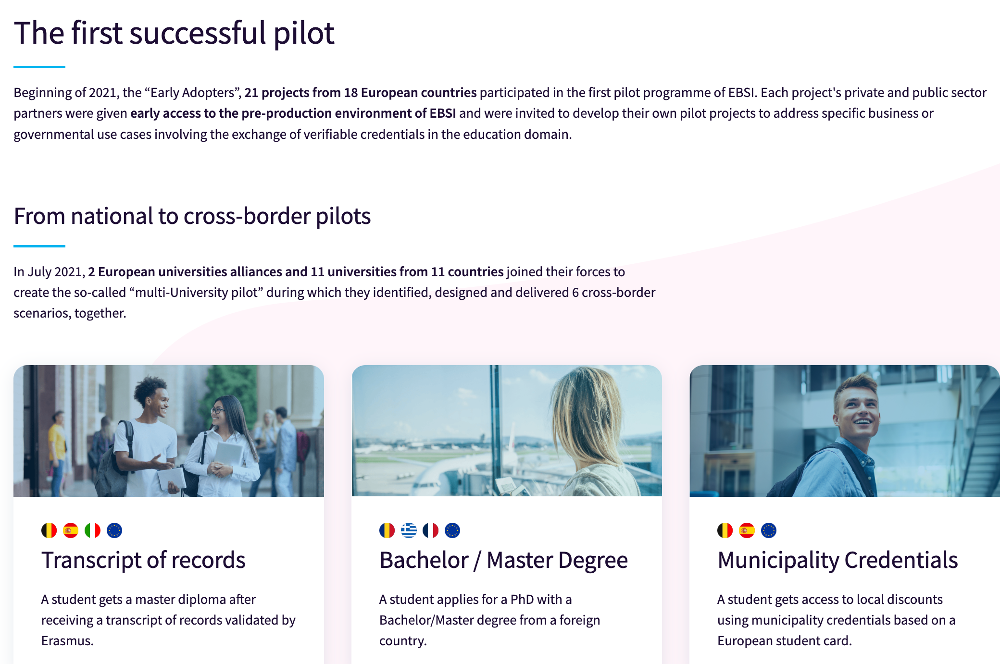 The first successful pilot
Beginning of 2021, the “Early Adopters”, 21 projects from 18 European countries participated in the first pilot programme of EBSI. Each project's private and public sector
partners were given early access to the pre-production environment of EBSI and were invited to develop their own pilot projects to address specific business or
governmental use cases involving the exchange of verifiable credentials in the education domain.
From national to cross-border pilots
In July 2021, 2 European universities alliances and 11 universities from 11 countries joined their forces to
create the so-called “multi-University pilot” during which they identified, designed and delivered 6 cross-border
scenarios, together.
Transcript of records
A student gets a master diploma after
receiving a transcript of records validated by
Erasmus.
Bachelor / Master Degree
A student applies for a PhD with a
Bachelor/Master degree from a foreign
country.
Municipality Credentials
A student gets access to local discounts
using municipality credentials based on a
European student card.